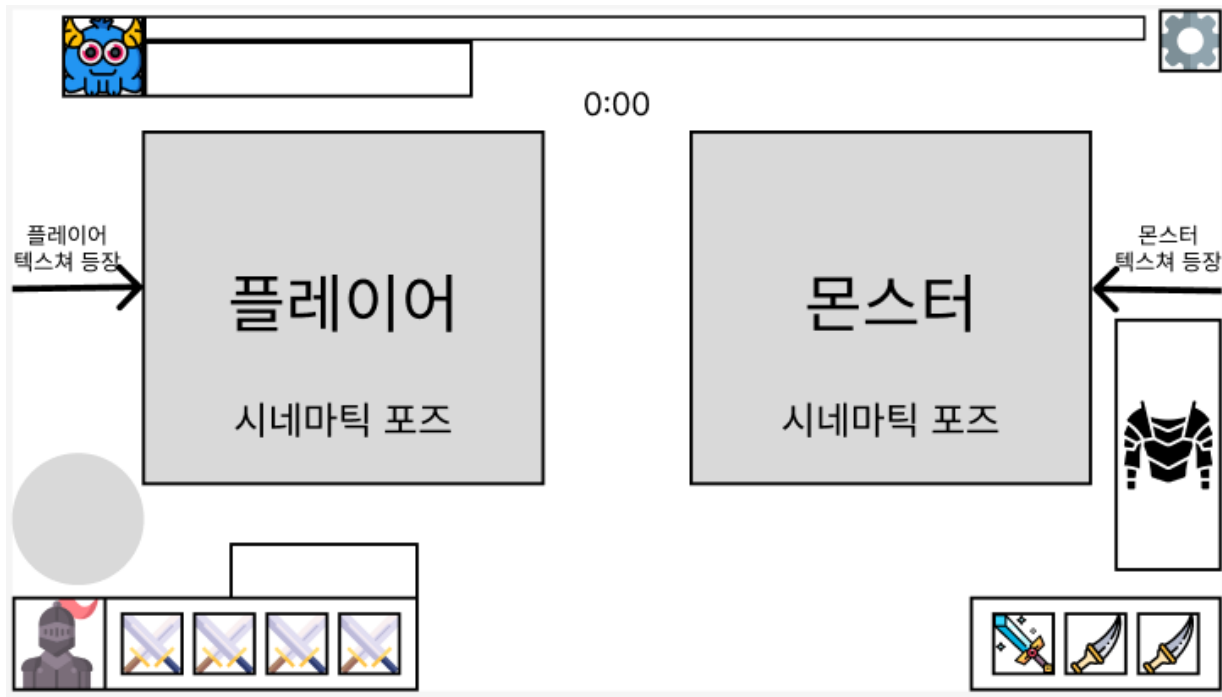 0:00
플레이어
텍스쳐 등장
플레이어
시네마틱 포즈
몬스터
시네마틱 포즈
몬스터
텍스쳐 등장